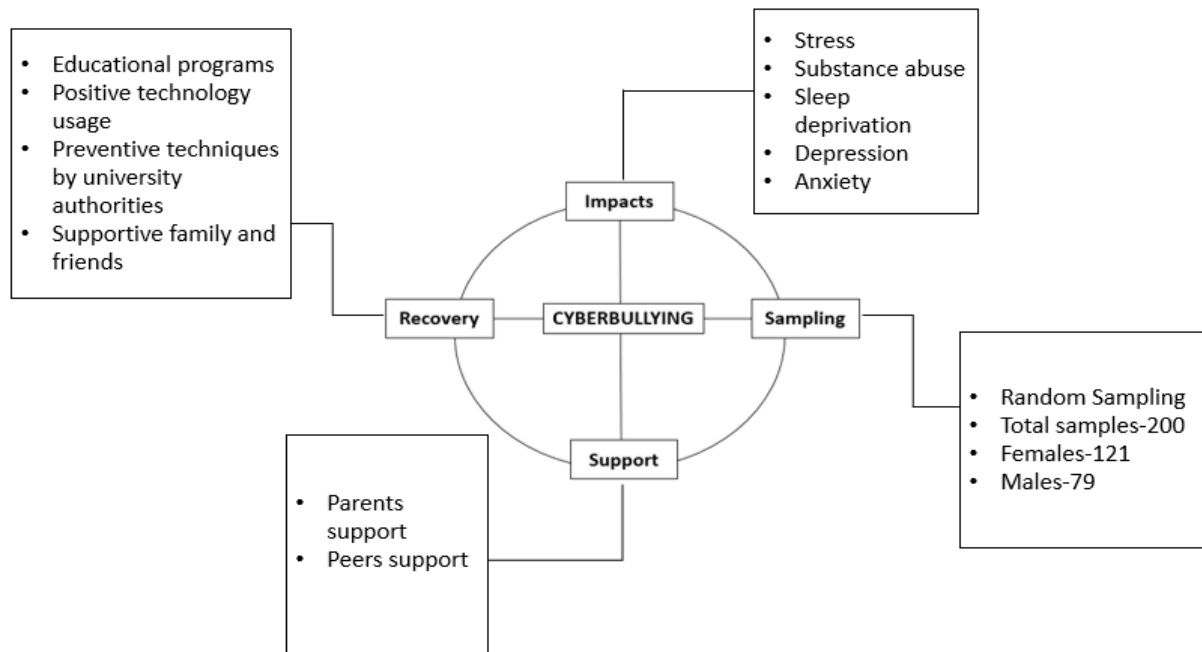 • Educational programs
• Positive technology
usage
• Preventive techniques
by university
authorities
• Supportive family and
friends
• Stress
• Substance abuse
• Sleep
deprivation
• Depression
• Anxiety
Impacts
Recovery
CYBERBULLYING
Sampling
Support
• Random Sampling
• Total samples-200
• Females-121
• Males-79
• Parents
support
• Peers support